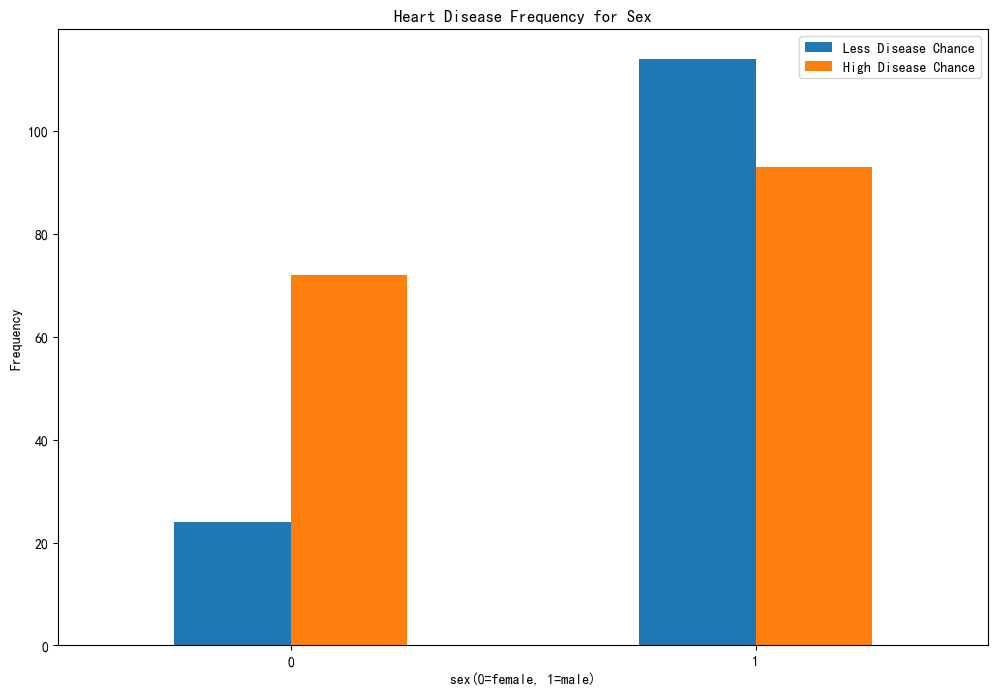 Heart Disease Frequency for Sex
Less Disease Chance
High Disease Chance
100
80
60
40
20
0
Frequency
0
1
sex(0=female, 1=male)